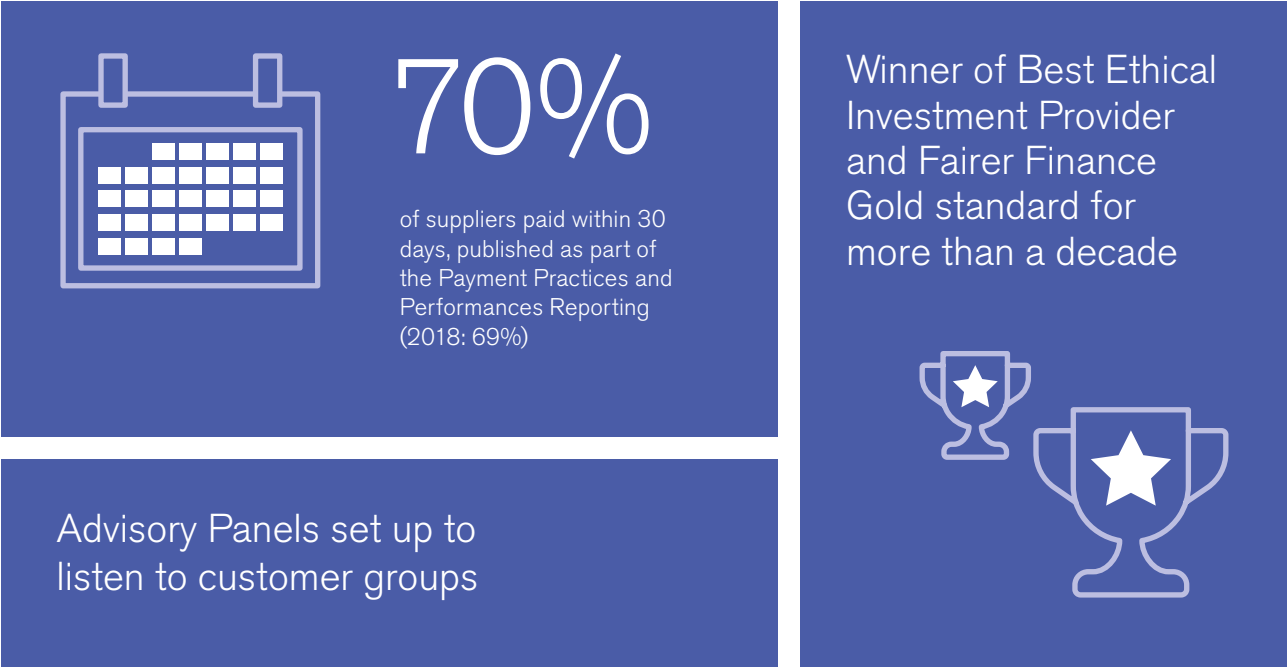 70%
of suppliers paid within 30
days, published as part of
the Payment Practices and
Performances Reporting
(2018: 69%)
Advisory Panels set up to
listen to customer groups
Winner of Best Ethical
Investment Provider
and Fairer Finance
Gold standard for
more than a decade